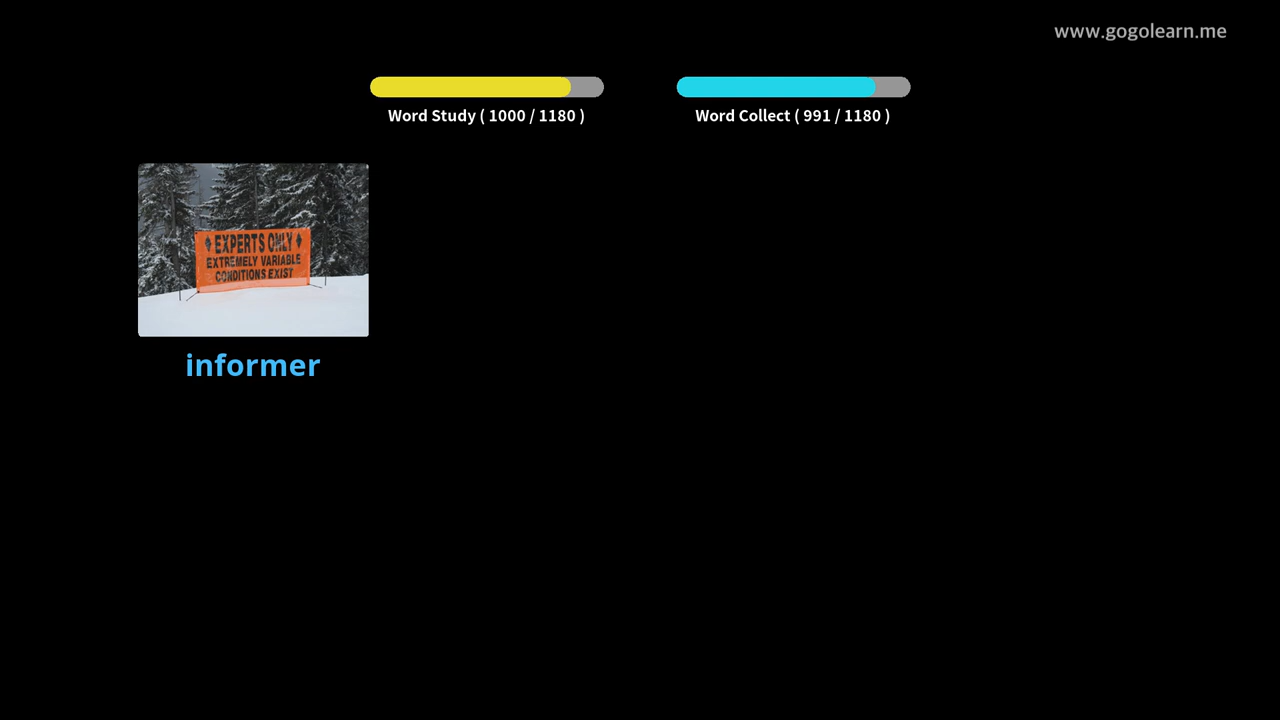 www.gogolearn.me
Word Study ( 1000 / 1180 )
Word Collect ( 991 / 1180 )
EXPERTS ONLY
EXTREMELY VARIABLE
CONDITIONS EXIST
informer